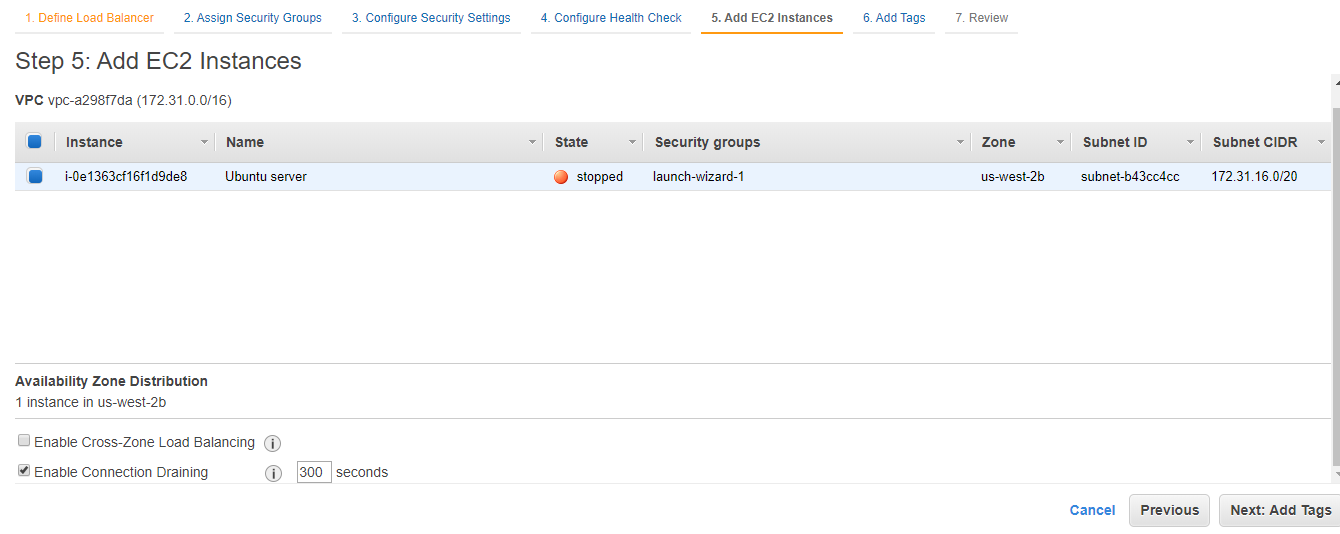 1. Define Load Balancer 2. Assign Security Groups 3. Configure Security Settings 4. Configure Health Check 5. Add EC2 Instances 6. Add Tags 7. Review
Step 5: Add EC2 Instances
VPC vpc-a298f7da (172.31.0.0/16)
Instance Name State Security groups Zone Subnet ID Subnet CIDR
i-0e1363cf16f1d9de8 Ubuntu server stopped launch-wizard-1 us-west-2b subnet-b43cc4cc 172.31.16.0/20
Availability Zone Distribution
1 instance in us-west-2b
Enable Cross-Zone Load Balancing i
Enable Connection Draining i 300 seconds
Cancel Previous Next: Add Tags